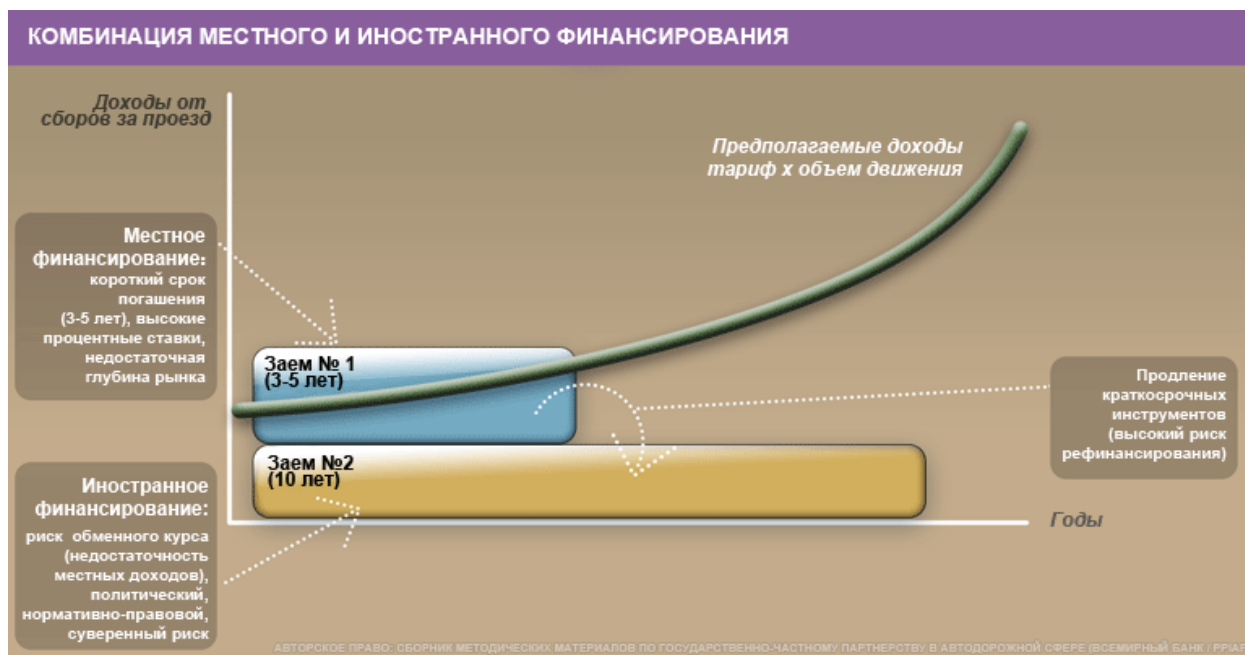 КОМБИНАЦИЯ МЕСТНОГО И ИНОСТРАННОГО ФИНАНСИРОВАНИЯ
Доходы от
сборов за проезд
Предполагаемые доходы
тариф x объем движения
Местное
финансирование:
короткий срок
погашения
(3-5 лет), высокие
процентные ставки,
недостаточная
глубина рынка
Заем № 1
(3-5 лет)
Продление
краткосрочных
инструментов
(высокий риск
рефинансирования)
Заем №2
(10 лет)
Иностранное
финансирование:
риск обменного курса
(недостаточность
местных доходов),
политический,
нормативно-правовой,
суверенный риск
Годы
АВТОРСКОЕ ПРАВО: СБОРНИК МЕТОДИЧЕСКИХ МАТЕРИАЛОВ ПО ГОСУДАРСТВЕННО-ЧАСТНОМУ ПАРТНЕРСТВУ В АВТОДОРОЖНОЙ СФЕРЕ (ВСЕМИРНЫЙ БАНК / PPIAF